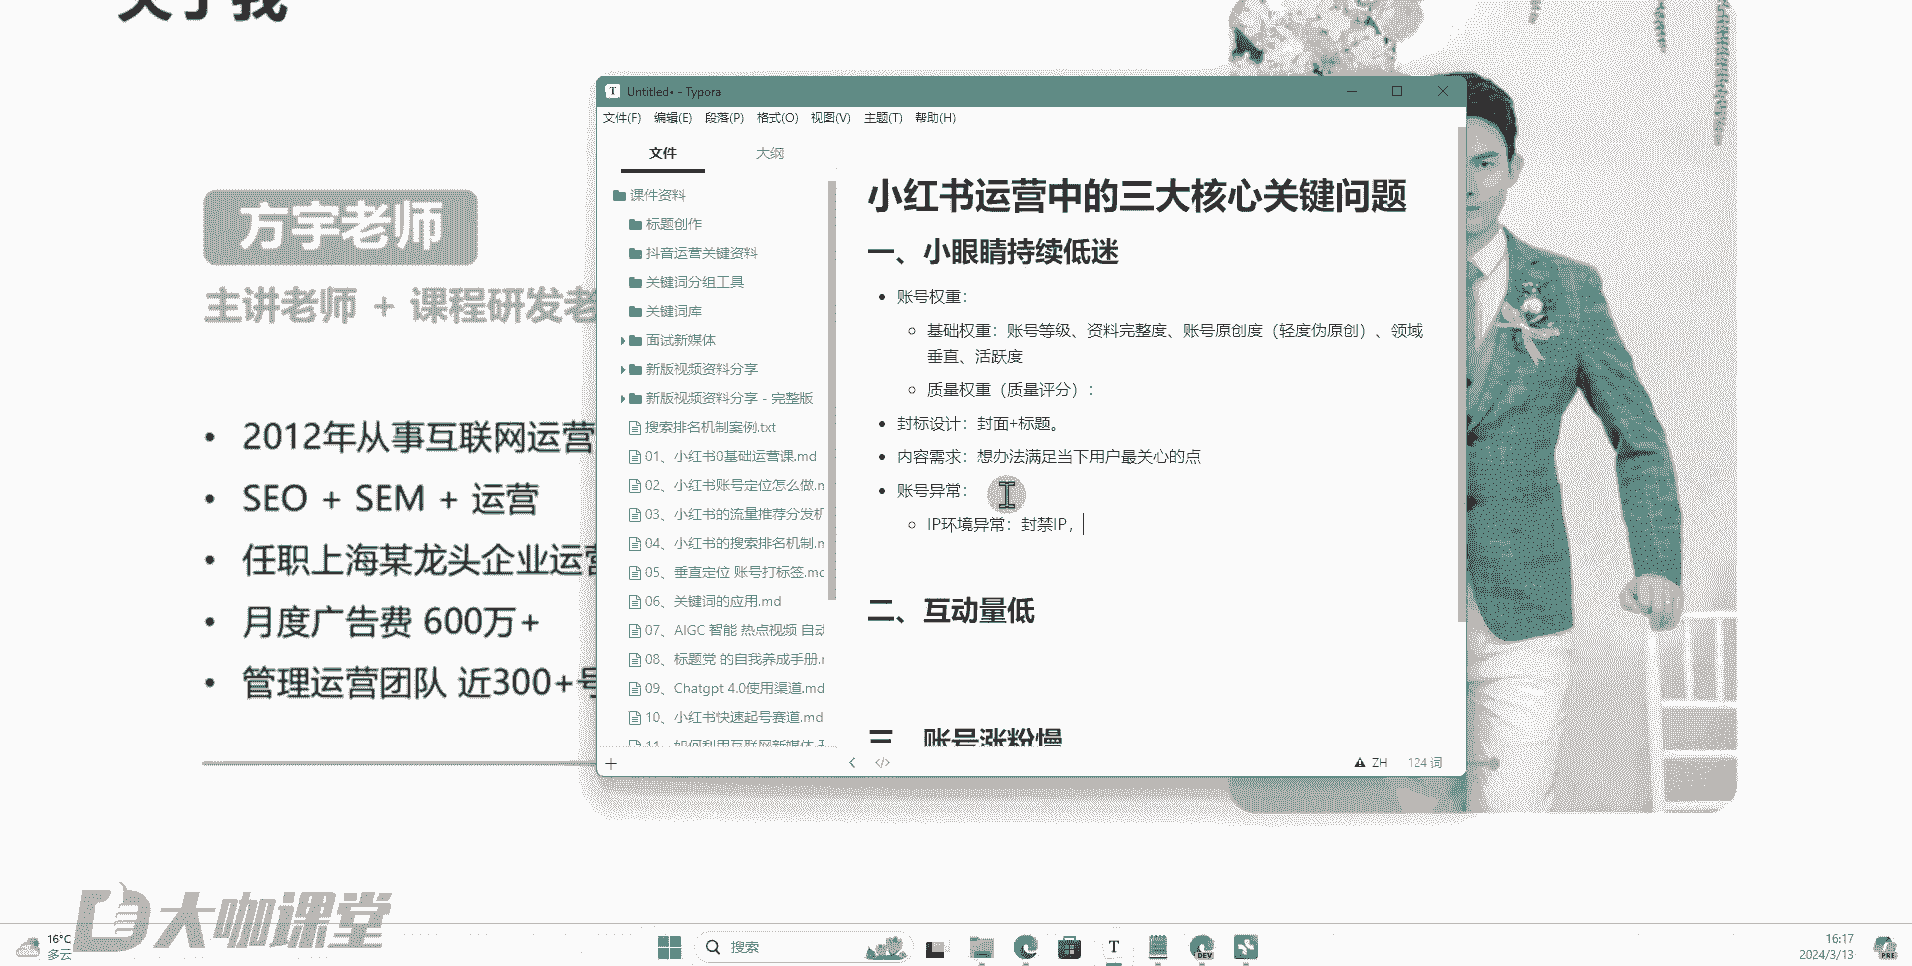 关于我
方宇老师
主讲老师 + 课程研发老
2012年从事互联网运营
SEO + SEM + 运营
任职上海某龙头企业运营
月度广告费 600万+
管理运营团队 近300+号
Untitled• - Typora
文件(F) 编辑(E) 段落(P) 格式(O) 视图(V) 主题(T) 帮助(H)
文件 大纲
课件资料
标题创作
抖音运营关键资料
关键词分组工具
关键词库
面试新媒体
新版视频资料分享
新版视频资料分享 - 完整版
搜索排名机制案例.txt
01、小红书0基础运营课.md
02、小红书账号定位怎么做.m
03、小红书的流量推荐分发机
04、小红书的搜索排名机制.m
05、垂直定位 账号打标签.mc
06、关键词的应用.md
07、AIGC 智能 热点视频 自动
08、标题党 的自我养成手册.r
09、Chatgpt 4.0使用渠道.md
10、小红书快速起号赛道.md
11、如何利用互联网新媒体
小红书运营中的三大核心关键问题
一、小眼睛持续低迷
账号权重：
基础权重：账号等级、资料完整度、账号原创度（轻度伪原创）、领域
垂直、活跃度
质量权重（质量评分）：
封标设计：封面+标题。
内容需求：想办法满足当下用户最关心的点
账号异常：
IP环境异常：封禁IP，
二、互动量低
三、账号涨粉慢
ZH 124 词
大咖课堂
16°C
多云
搜索
DEV
16:17
2024/3/13
PRE